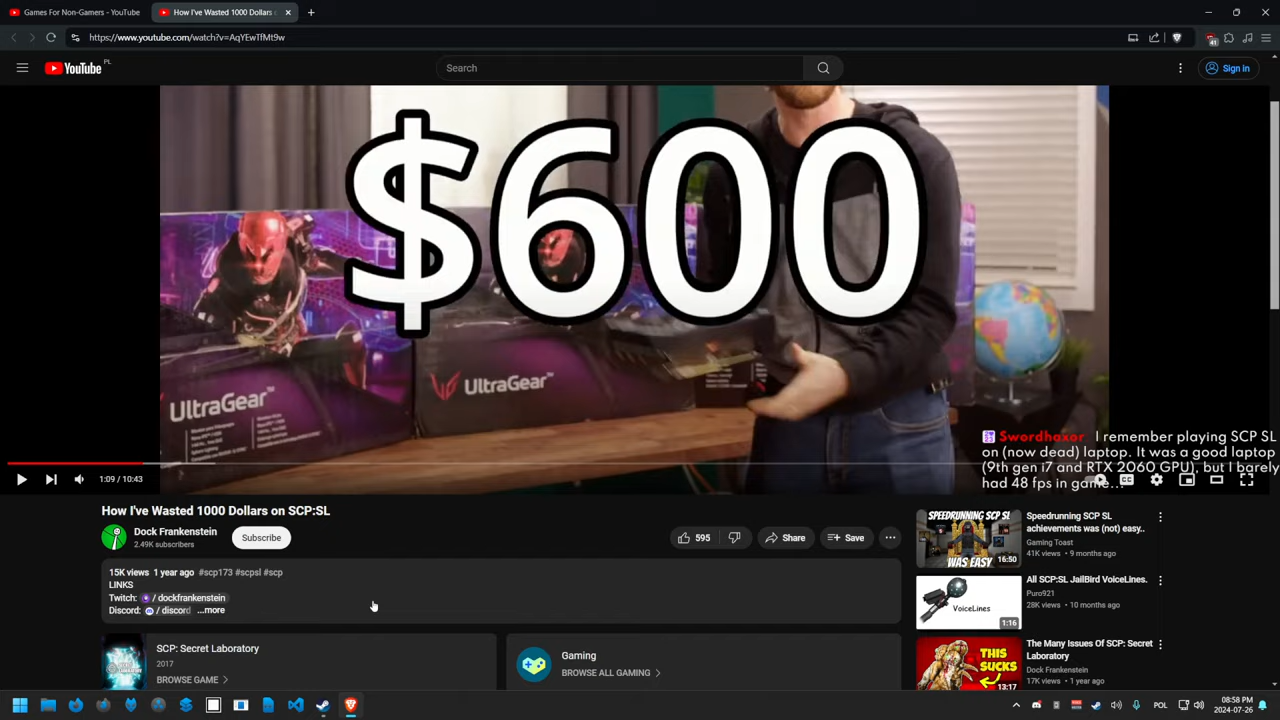 Games For Non-Gamers - YouTube
How I've Wasted 1000 Dollars
https://www.youtube.com/watch?v=AqYEwTfMt9w
41
YouTube PL
Search
Sign in
$600
UltraGear™
UltraGear™
Swordhaxor I remember playing SCP SL
on (now dead) laptop. It was a good laptop
(9th gen i7 and RTX 2060 GPU), but I barely
had 48 fps in game...
1:09 / 10:43
How I've Wasted 1000 Dollars on SCP:SL
Dock Frankenstein
2.49K subscribers
Subscribe
595
Share
Save
15K views 1 year ago #scp173 #scpsl #scp
LINKS
Twitch: / dockfrankenstein
Discord: / discord ...more
SCP: Secret Laboratory
2017
BROWSE GAME
Gaming
BROWSE ALL GAMING
SPEEDRUNNING SCP SL
WAS EASY
16:50
Speedrunning SCP SL
achievements was (not) easy..
Gaming Toast
41K views • 9 months ago
VoiceLines
1:16
All SCP:SL JailBird VoiceLines.
Puro921
28K views • 10 months ago
THIS
SUCKS
13:17
The Many Issues Of SCP: Secret
Laboratory
Dock Frankenstein
17K views • 1 year ago
POL
08:58 PM
2024-07-26